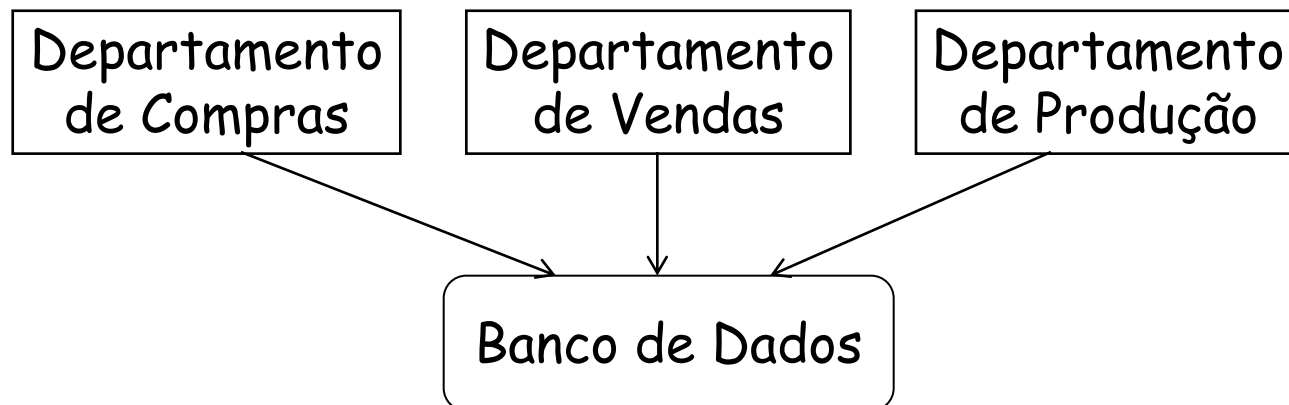 Departamento
de Compras
Departamento
de Vendas
Departamento
de Produção
Banco de Dados